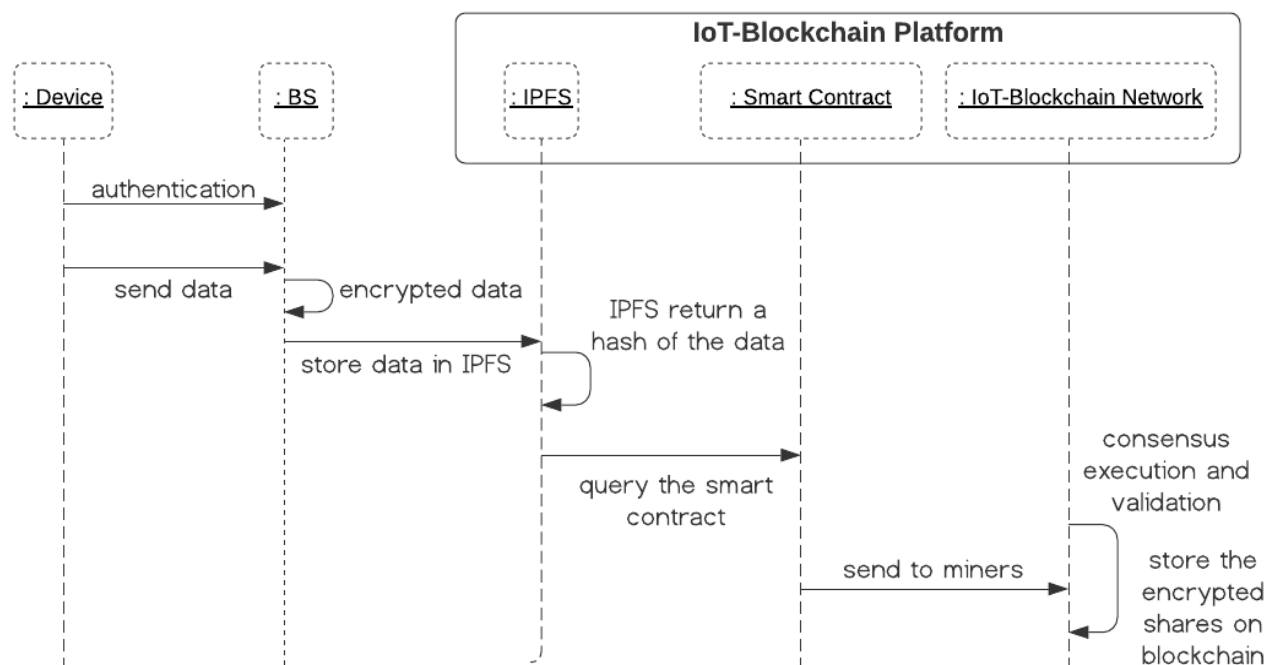 IoT-Blockchain Platform
: Device
: BS
: IPFS
: Smart Contract
: IoT-Blockchain Network
authentication
send data
encrypted data
store data in IPFS
IPFS return a
hash of the data
query the smart
contract
send to miners
consensus
execution and
validation
store the
encrypted
shares on
blockchain